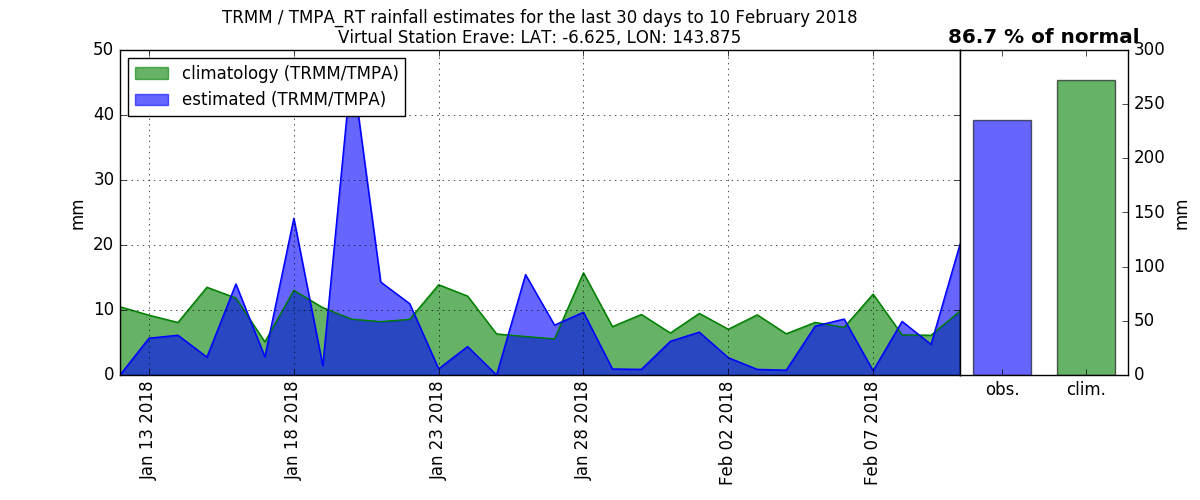 TRMM / TMPA_RT rainfall estimates for the last 30 days to 10 February 2018
Virtual Station Erave: LAT: -6.625, LON: 143.875
86.7 % of normal
climatology (TRMM/TMPA)
estimated (TRMM/TMPA)
50
40
30
20
10
0
mm
300
250
200
150
100
50
0
mm
Jan 13 2018
Jan 18 2018
Jan 23 2018
Jan 28 2018
Feb 02 2018
Feb 07 2018
obs.
clim.